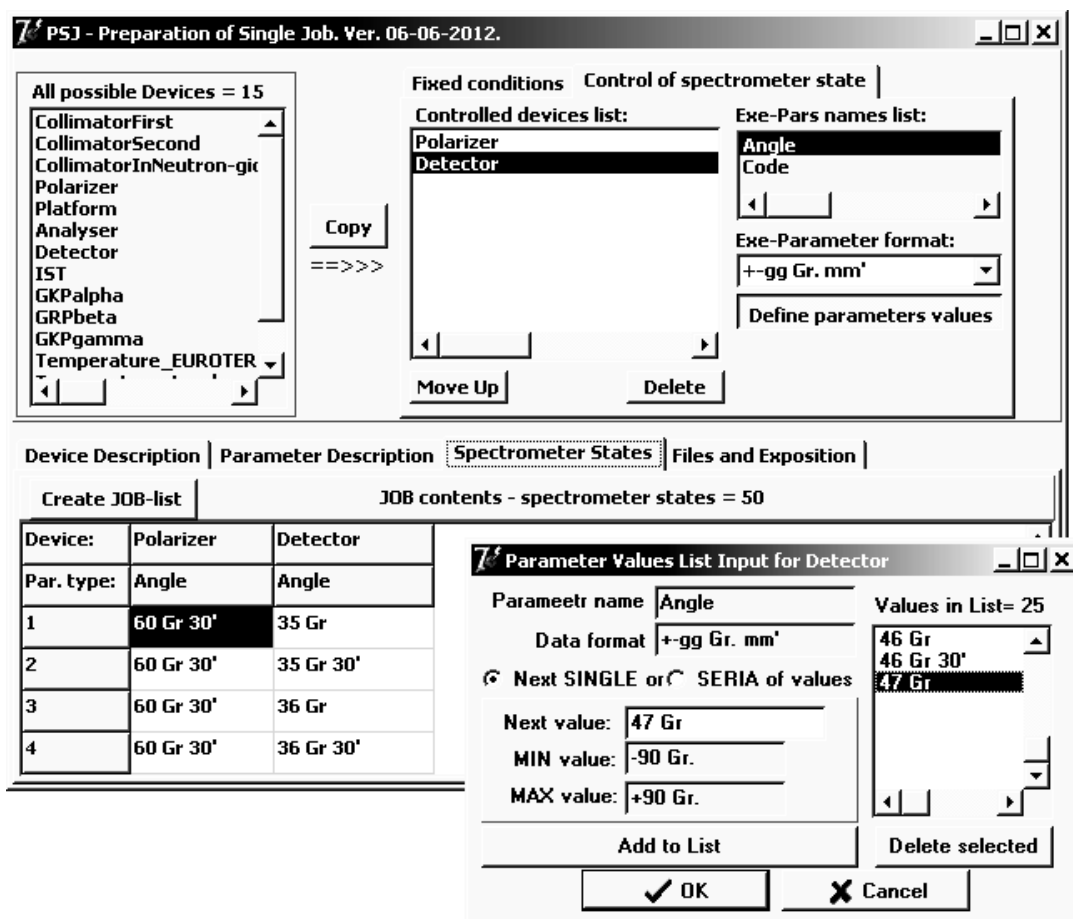 PSJ - Preparation of Single Job. Ver. 06-06-2012.
All possible Devices = 15
CollimatorFirst
CollimatorSecond
CollimatorInNeutron-gic
Polarizer
Platform
Analyser
Detector
IST
GKPalpha
GRPbeta
GKPgamma
Temperature_EUROTER
Copy
==>>>
Fixed conditions
Control of spectrometer state
Controlled devices list:
Polarizer
Detector
Move Up
Delete
Exe-Pars names list:
Angle
Code
Exe-Parameter format:
+-gg Gr. mm'
Define parameters values
Device Description
Parameter Description
Spectrometer States
Files and Exposition
Create JOB-list
JOB contents - spectrometer states = 50
Device: Polarizer Detector
Par. type: Angle Angle
1 60 Gr 30' 35 Gr
2 60 Gr 30' 35 Gr 30'
3 60 Gr 30' 36 Gr
4 60 Gr 30' 36 Gr 30'
Parameter Values List Input for Detector
Parameetr name Angle
Data format +-gg Gr. mm'
Next SINGLE or SERIA of values
Next value: 47 Gr
MIN value: -90 Gr.
MAX value: +90 Gr.
Values in List= 25
46 Gr
46 Gr 30'
47 Gr
Add to List
Delete selected
OK
Cancel